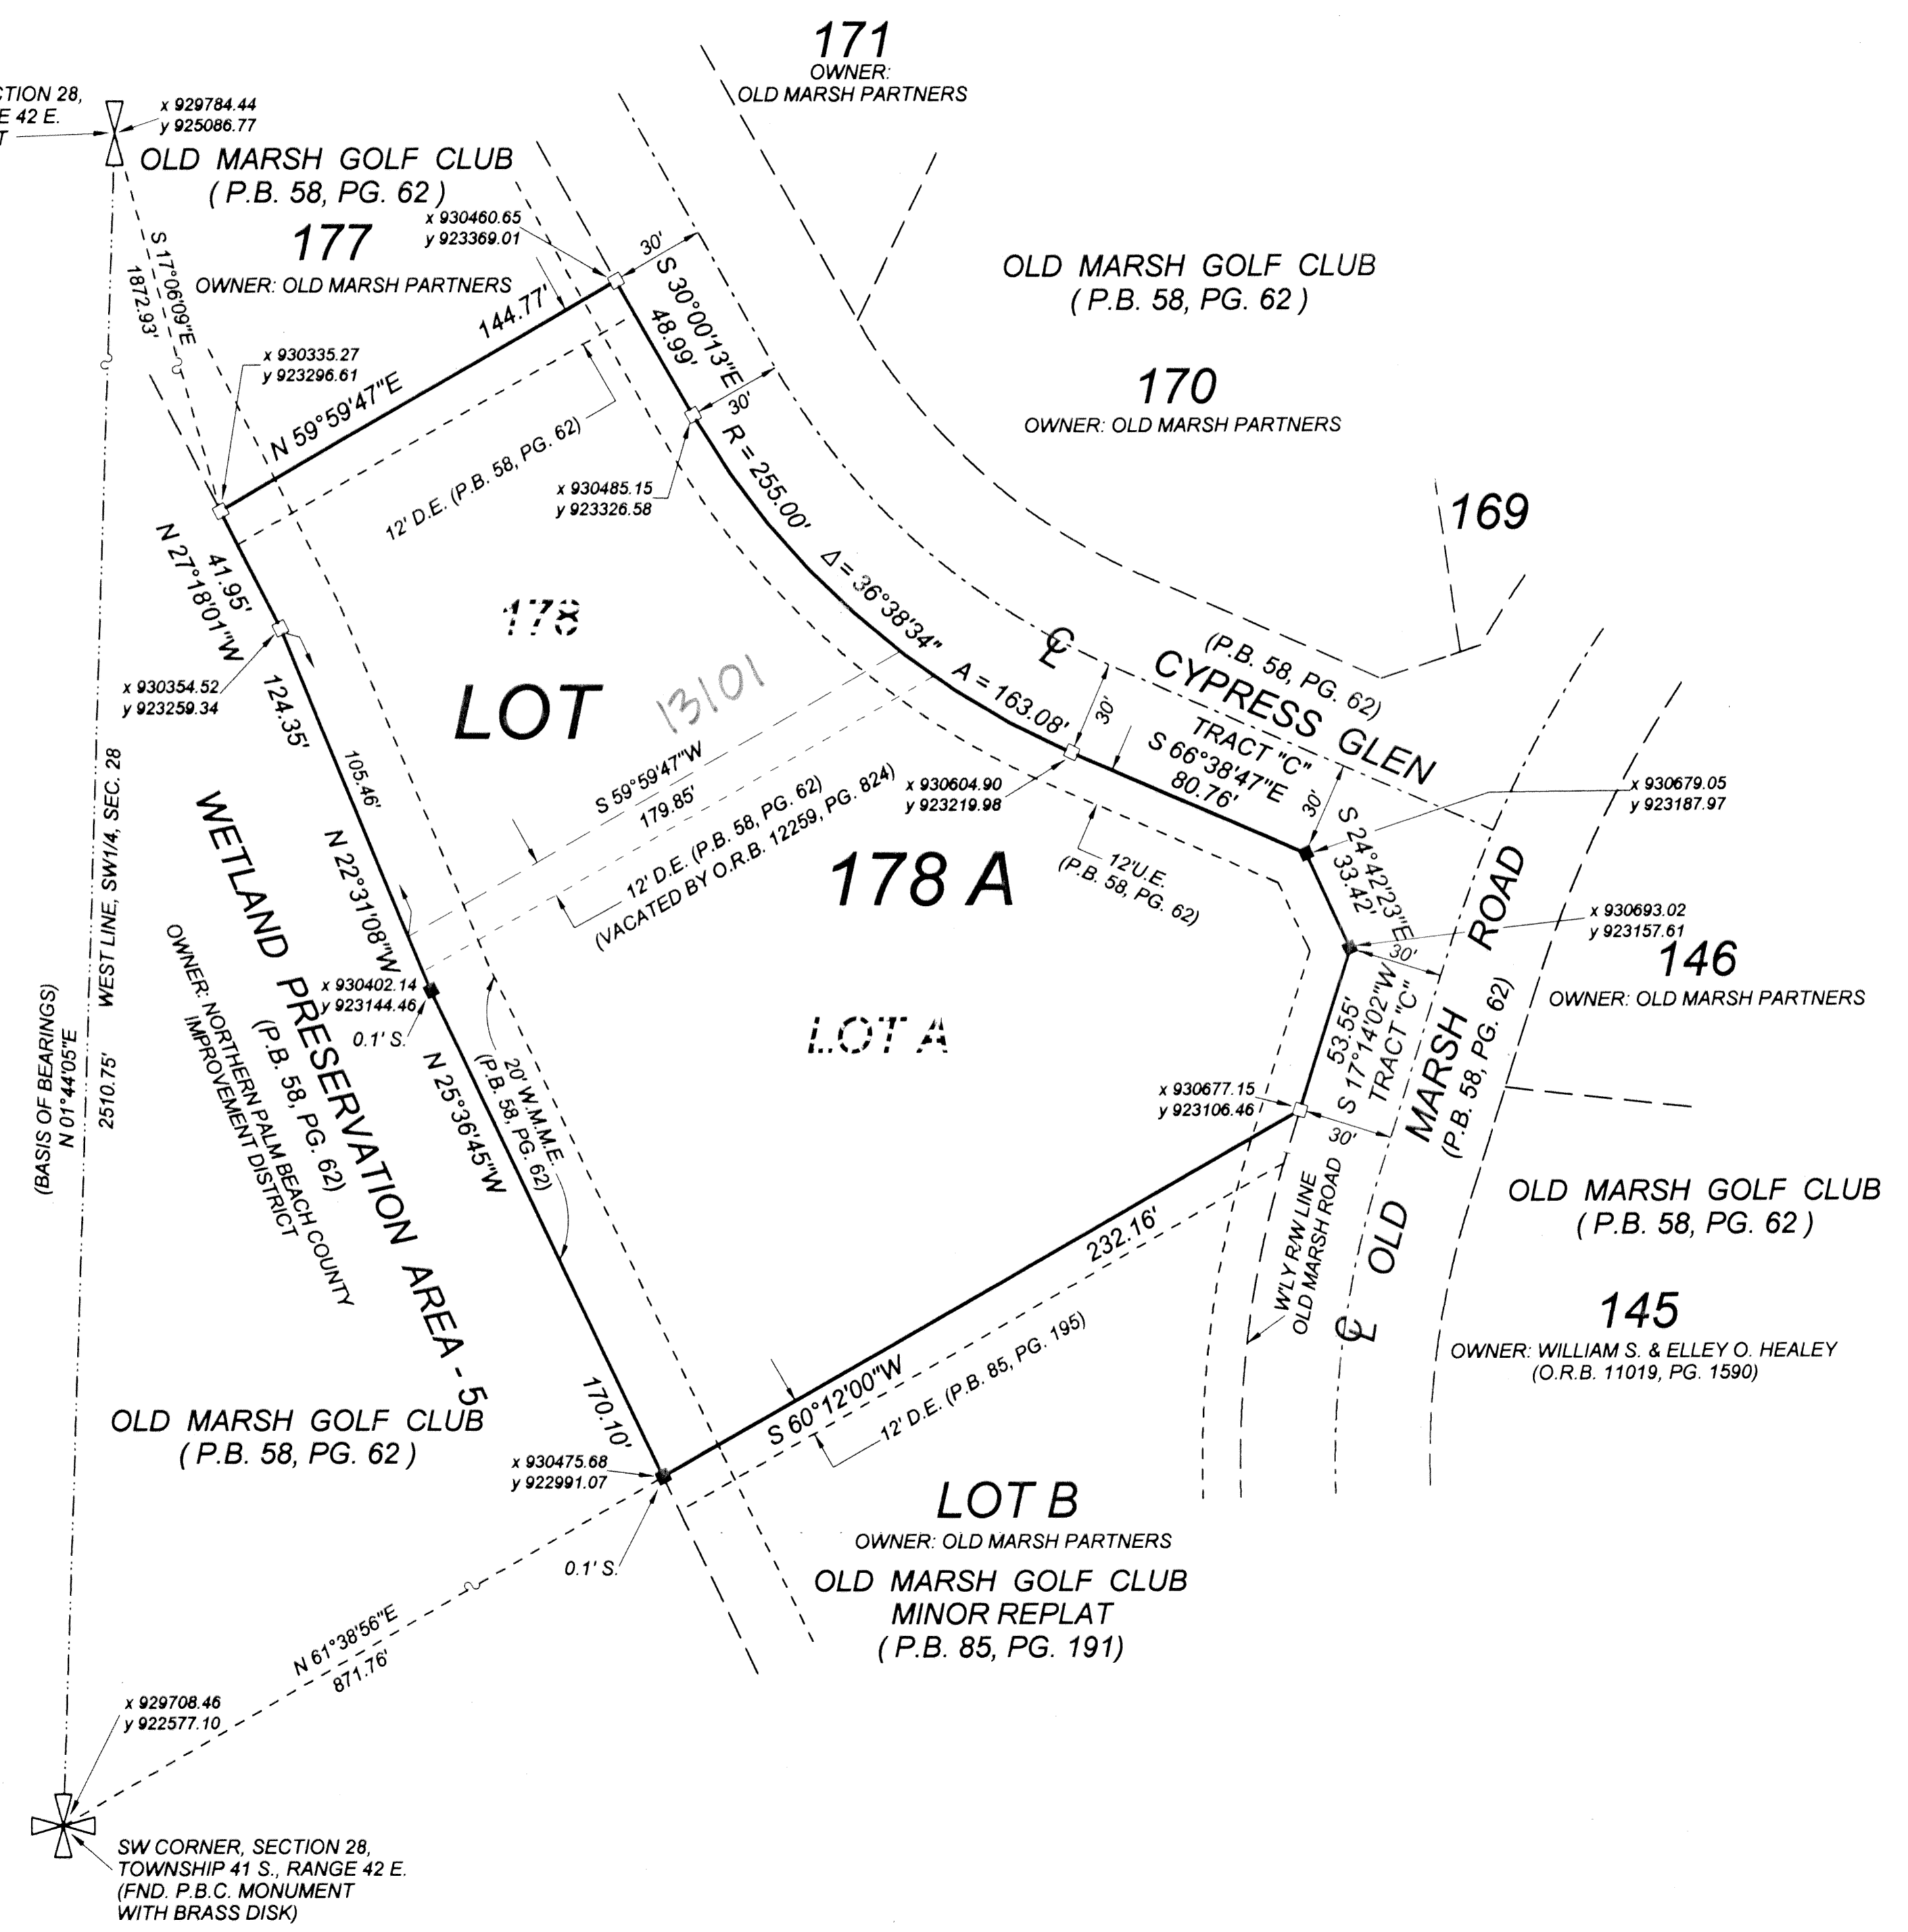 171
OWNER:
OLD MARSH PARTNERS
CTION 28,
E 42 E.
T
x 929784.44
y 925086.77
OLD MARSH GOLF CLUB
( P.B. 58, PG. 62 )
177
OWNER: OLD MARSH PARTNERS
x 930460.65
y 923369.01
30'
S 30°00'13"E
48.99'
30'
OLD MARSH GOLF CLUB
( P.B. 58, PG. 62 )
170
OWNER: OLD MARSH PARTNERS
169
S 17°06'09"E
1872.93'
144.77'
N 59°59'47"E
x 930335.27
y 923296.61
12' D.E. (P.B. 58, PG. 62)
x 930485.15
y 923326.58
R = 255.00'
Δ = 36°38'34"
A = 163.08'
41.95'
N 27°18'01"W
x 930354.52
y 923259.34
178
LOT
13101
124.35'
105.46'
N 22°31'08"W
S 59°59'47"W
179.85'
12' D.E. (P.B. 58, PG. 62)
(VACATED BY O.R.B. 12259, PG. 824)
℄
(P.B. 58, PG. 62)
CYPRESS GLEN
30'
TRACT "C"
S 66°38'47"E
80.76'
30'
x 930604.90
y 923219.98
x 930679.05
y 923187.97
S 24°42'23"E
33.42'
178 A
12'U.E.
(P.B. 58, PG. 62)
x 930693.02
y 923157.61
30'
146
OWNER: OLD MARSH PARTNERS
WEST LINE, SW1/4, SEC. 28
2510.75'
(BASIS OF BEARINGS)
N 01°44'05"E
WETLAND PRESERVATION AREA - 5
(P.B. 58, PG. 62)
OWNER: NORTHERN PALM BEACH COUNTY
IMPROVEMENT DISTRICT
x 930402.14
y 923144.46
0.1' S.
N 25°36'45"W
170.10'
20' W.M.M.E.
(P.B. 58, PG. 62)
LOT A
53.55'
S 17°14'02"W
TRACT "C"
x 930677.15
y 923106.46
30'
OLD MARSH ROAD
(P.B. 58, PG. 62)
℄
W'LY R/W LINE
OLD MARSH ROAD
OLD MARSH GOLF CLUB
( P.B. 58, PG. 62 )
145
OWNER: WILLIAM S. & ELLEY O. HEALEY
(O.R.B. 11019, PG. 1590)
232.16'
S 60°12'00"W
12' D.E. (P.B. 85, PG. 195)
OLD MARSH GOLF CLUB
( P.B. 58, PG. 62 )
x 930475.68
y 922991.07
0.1' S.
LOT B
OWNER: OLD MARSH PARTNERS
OLD MARSH GOLF CLUB
MINOR REPLAT
( P.B. 85, PG. 191)
N 61°38'56"E
871.76'
x 929708.46
y 922577.10
SW CORNER, SECTION 28,
TOWNSHIP 41 S., RANGE 42 E.
(FND. P.B.C. MONUMENT
WITH BRASS DISK)